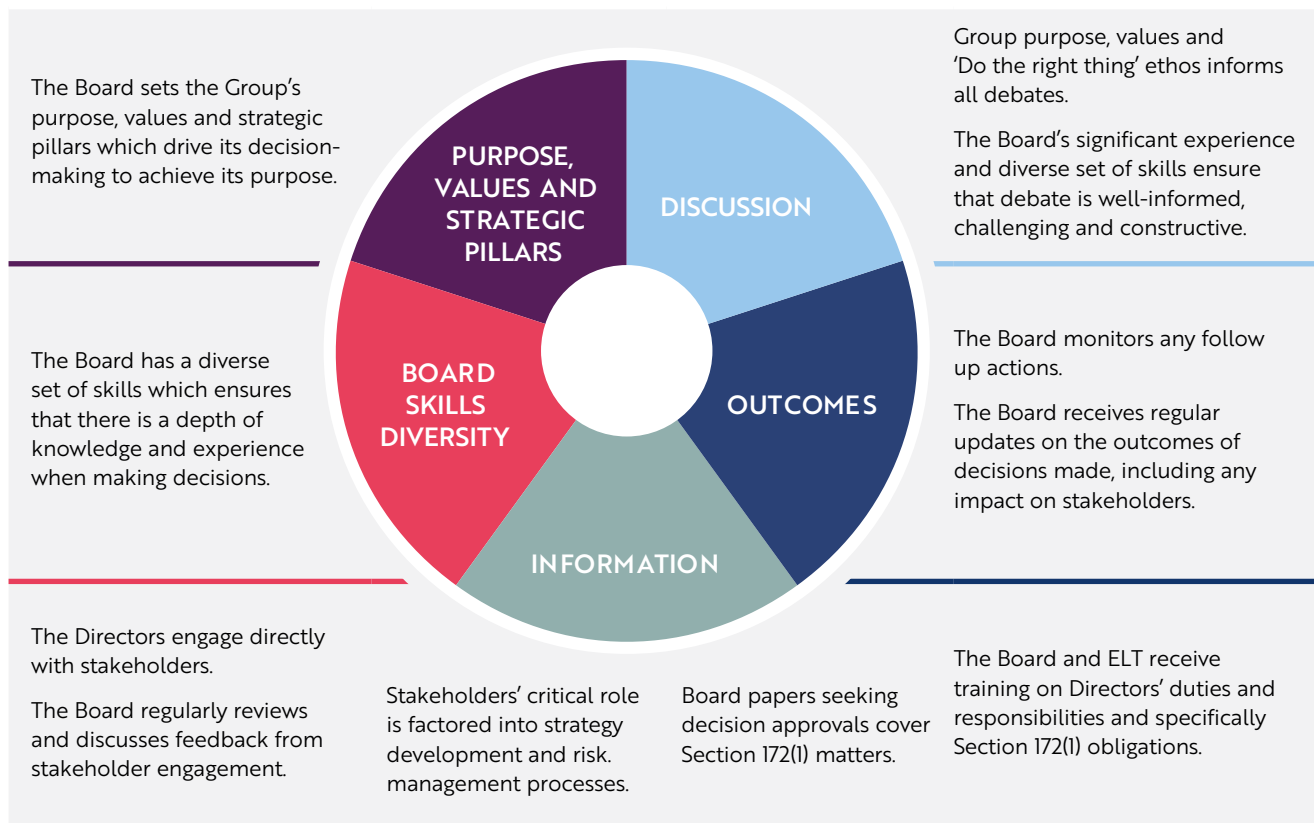 The Board sets the Group's
purpose, values and strategic
pillars which drive its decision-
making to achieve its purpose.
PURPOSE,
VALUES AND
STRATEGIC
PILLARS
DISCUSSION
Group purpose, values and
‘Do the right thing’ ethos informs
all debates.
The Board’s significant experience
and diverse set of skills ensure
that debate is well-informed,
challenging and constructive.
The Board has a diverse
set of skills which ensures
that there is a depth of
knowledge and experience
when making decisions.
BOARD
SKILLS
DIVERSITY
OUTCOMES
The Board monitors any follow
up actions.
The Board receives regular
updates on the outcomes of
decisions made, including any
impact on stakeholders.
INFORMATION
The Directors engage directly
with stakeholders.
The Board regularly reviews
and discusses feedback from
stakeholder engagement.
Stakeholders’ critical role
is factored into strategy
development and risk.
management processes.
Board papers seeking
decision approvals cover
Section 172(1) matters.
The Board and ELT receive
training on Directors’ duties and
responsibilities and specifically
Section 172(1) obligations.